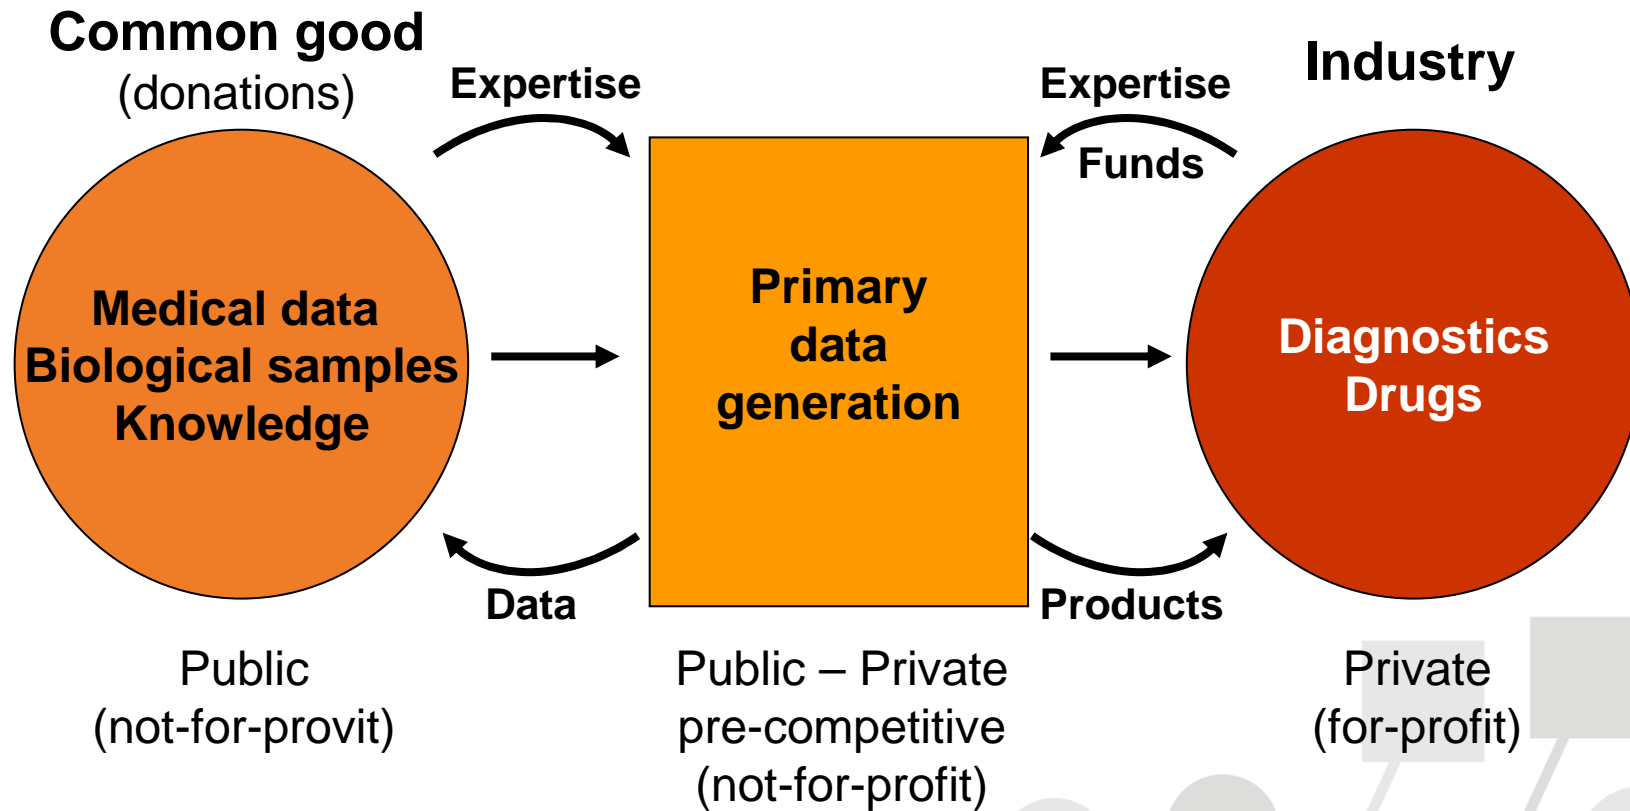 Common good
(donations)
Expertise
Expertise
Funds
Industry
Medical data
Biological samples
Knowledge
Primary
data
generation
Diagnostics
Drugs
Data
Products
Public
(not-for-provit)
Public – Private
pre-competitive
(not-for-profit)
Private
(for-profit)